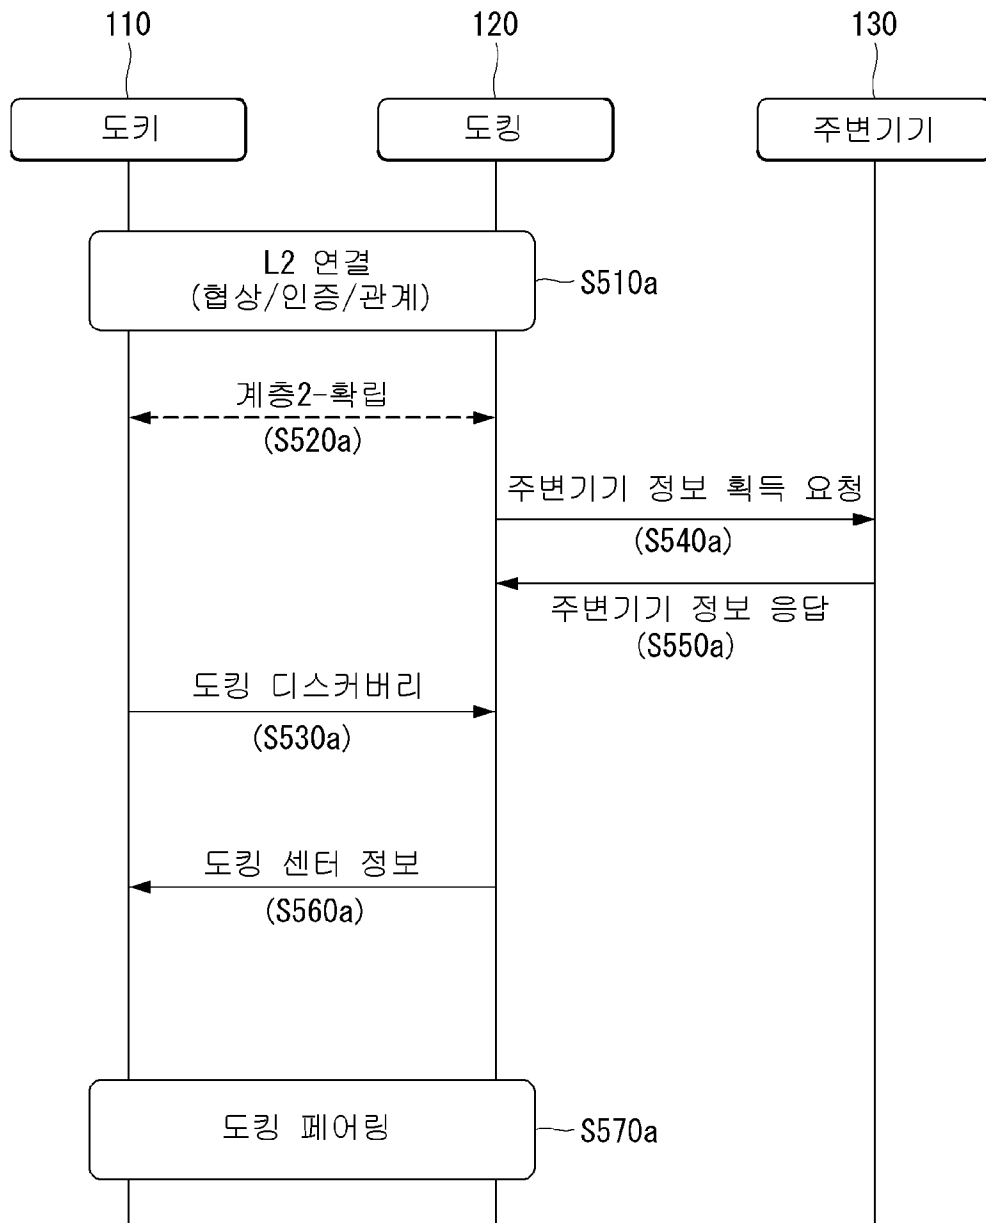 110
120
130
도키
도킹
주변기기
L2 연결
(협상/인증/관계)
S510a
계층2-확립
(S520a)
주변기기 정보 획득 요청
(S540a)
주변기기 정보 응답
(S550a)
도킹 디스커버리
(S530a)
도킹 센터 정보
(S560a)
도킹 페어링
S570a